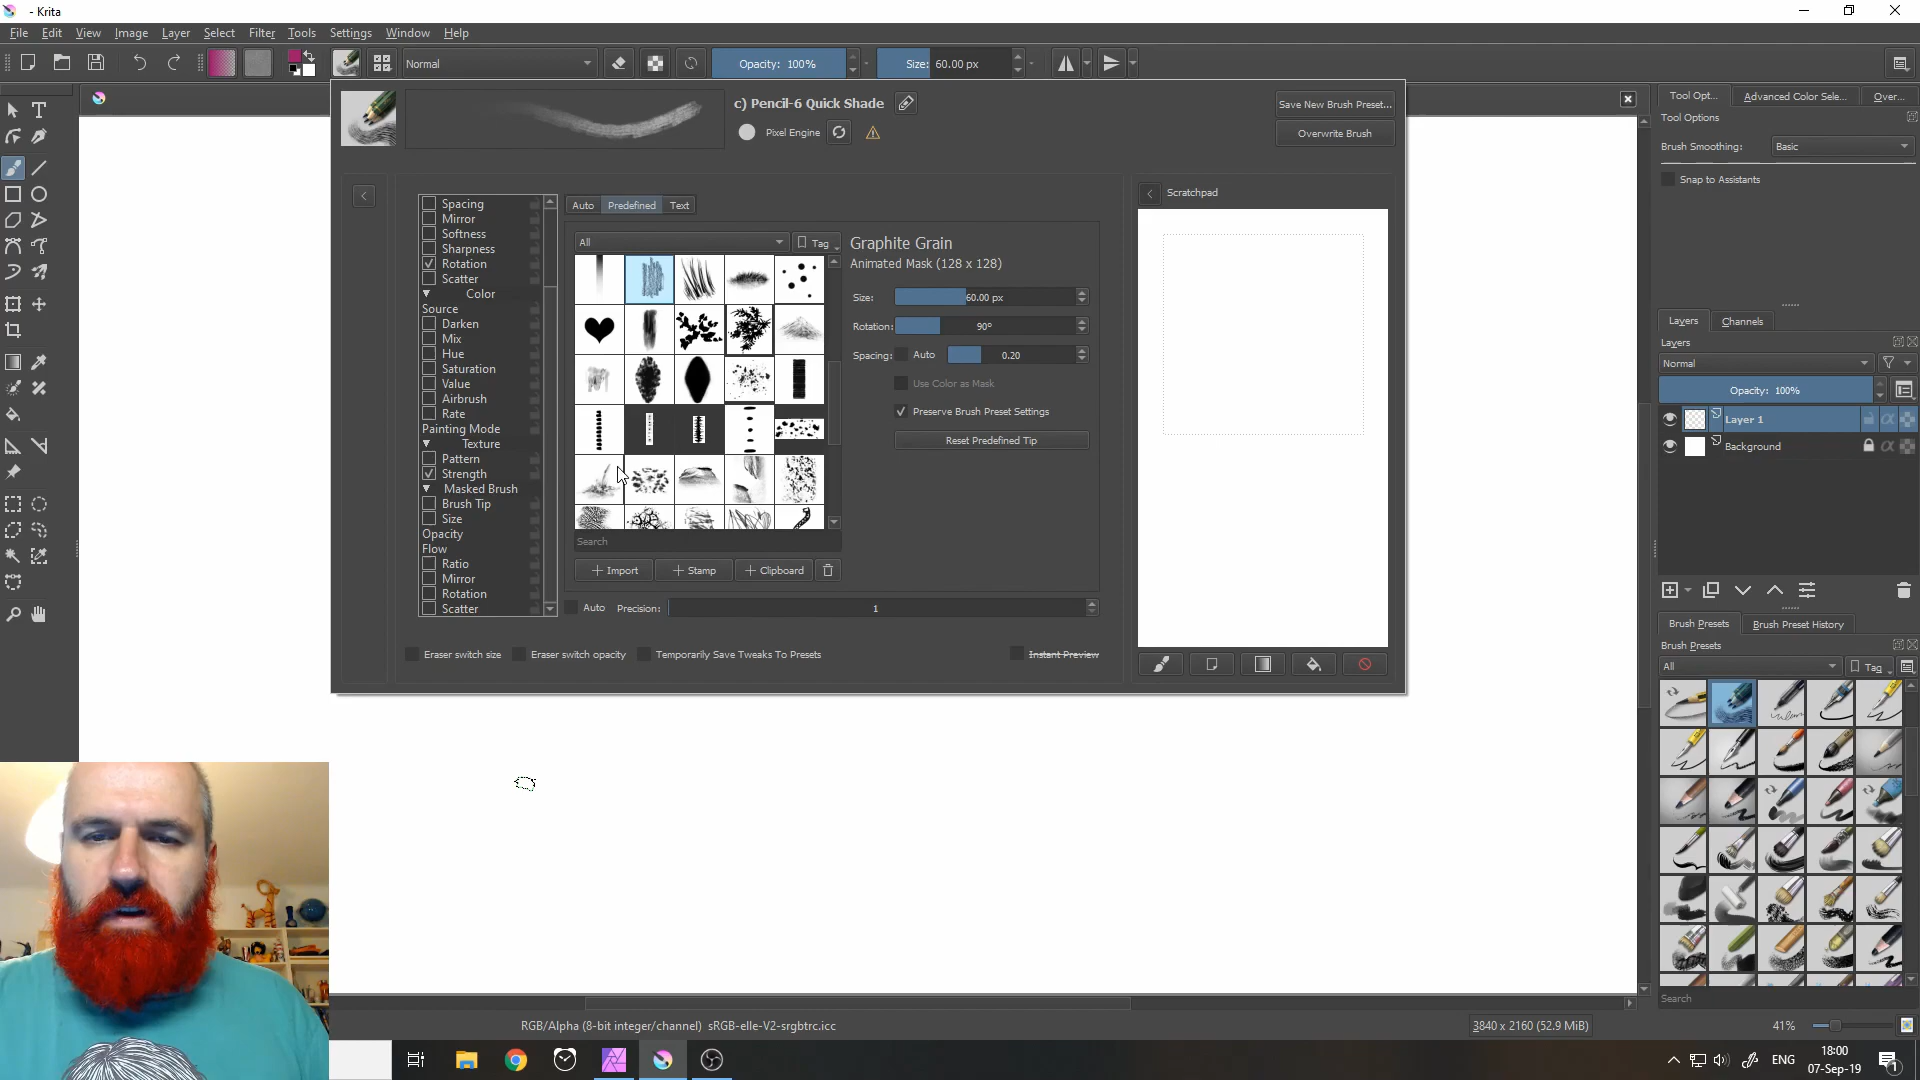 - Krita
File Edit View Image Layer Select Filter Tools Settings Window Help
Normal
Opacity: 100%
Size: 60.00 px
c) Pencil-6 Quick Shade
Pixel Engine
Save New Brush Preset...
Overwrite Brush
Spacing
Mirror
Softness
Sharpness
Rotation
Scatter
Color
Source
Darken
Mix
Hue
Saturation
Value
Airbrush
Rate
Painting Mode
Texture
Pattern
Strength
Masked Brush
Brush Tip
Size
Opacity
Flow
Ratio
Mirror
Rotation
Scatter
Auto Predefined Text
All
Tag
Search
Import
Stamp
Clipboard
Auto
Precision:
1
Graphite Grain
Animated Mask (128 x 128)
Size: 60.00 px
Rotation: 90º
Spacing: Auto 0.20
Use Color as Mask
Preserve Brush Preset Settings
Reset Predefined Tip
Eraser switch size
Eraser switch opacity
Temporarily Save Tweaks To Presets
Instant Preview
Scratchpad
Tool Opt... Advanced Color Sele... Over...
Tool Options
Brush Smoothing: Basic
Snap to Assistants
Layers Channels
Layers
Normal
Opacity: 100%
Layer 1
Background
Brush Presets Brush Preset History
Brush Presets
All
Tag
Search
RGB/Alpha (8-bit integer/channel) sRGB-elle-V2-srgbtrc.icc
3840 x 2160 (52.9 MiB)
41%
ENG
18:00
07-Sep-19
1